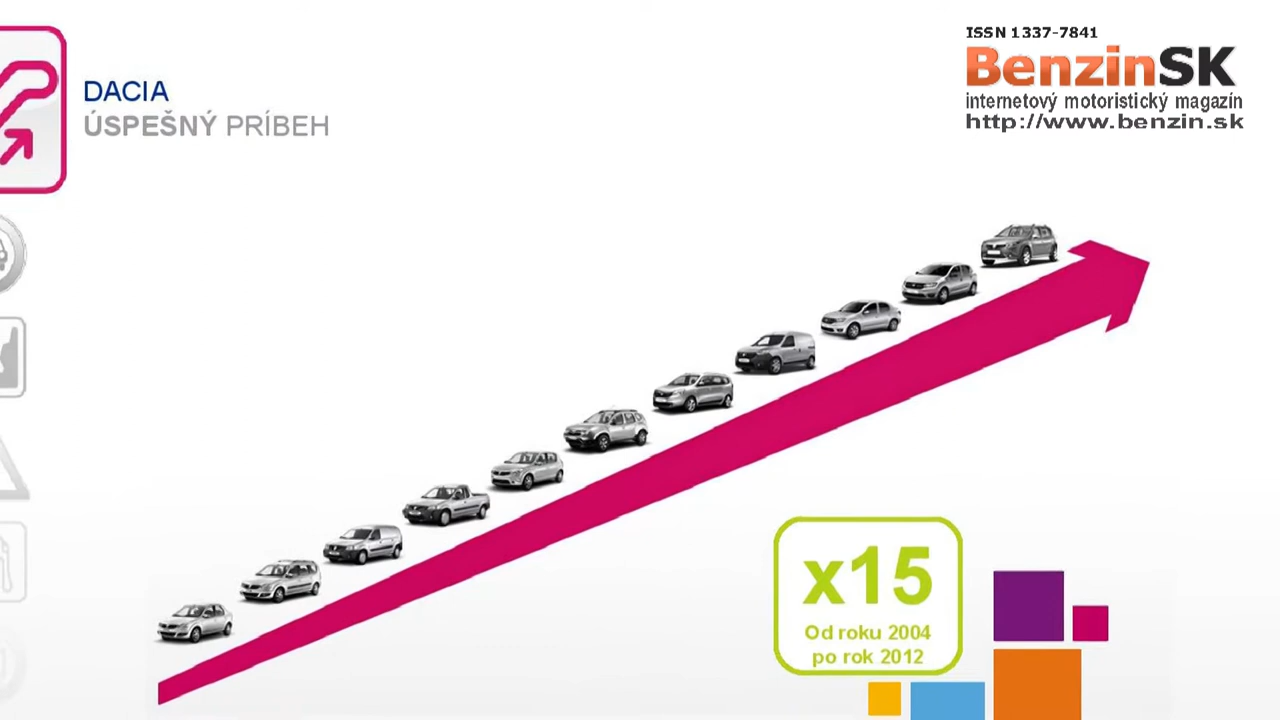 DACIA
ÚSPEŠNÝ PRÍBEH
ISSN 1337-7841
BenzinSK
internetový motoristický magazín
http://www.benzin.sk
x15
Od roku 2004
po rok 2012